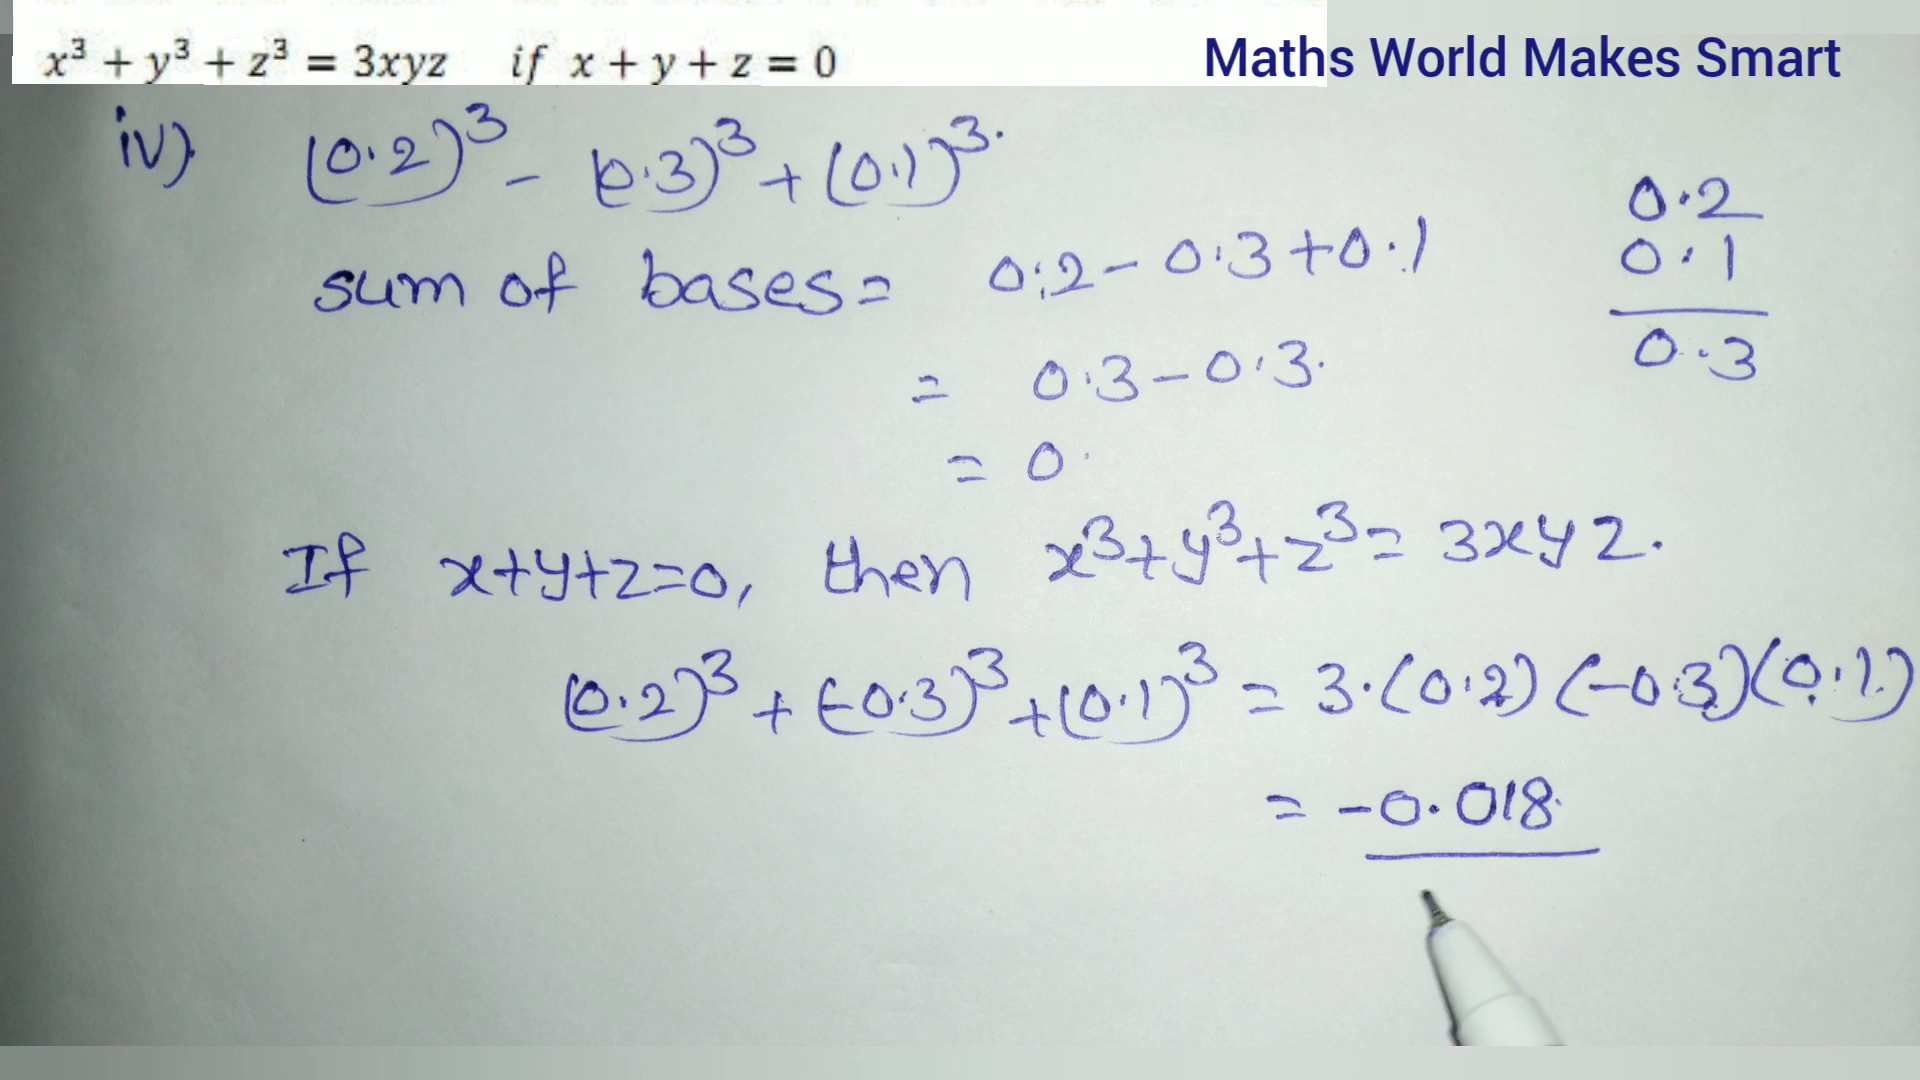 x³ + y³ + z³ = 3xyz if x + y + z = 0
Maths World Makes Smart
iv) (0.2)³ - (0.3)³ + (0.1)³.
sum of bases = 0.2 - 0.3 + 0.1
= 0.3 - 0.3.
= 0.
0.2
0.1
0.3
If x+y+z=0, then x³+y³+z³ = 3xyz.
(0.2)³ + (-0.3)³ + (0.1)³ = 3.(0.2)(-0.3)(0.1)
= -0.018.